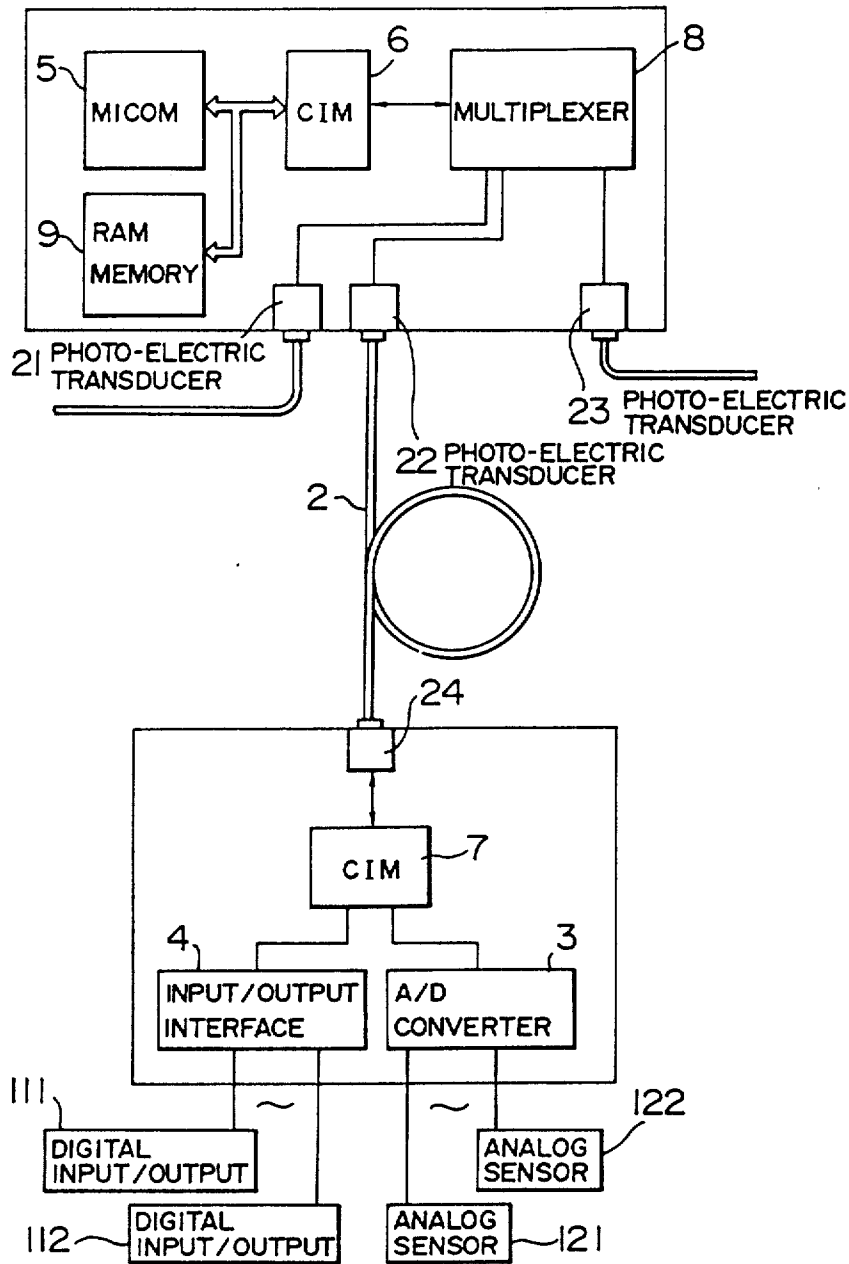 5
MICOM
6
CIM
8
MULTIPLEXER
9
RAM
MEMORY
21
PHOTO-ELECTRIC
TRANSDUCER
22
PHOTO-ELECTRIC
TRANSDUCER
23
PHOTO-ELECTRIC
TRANSDUCER
2
24
7
CIM
4
INPUT/OUTPUT
INTERFACE
3
A/D
CONVERTER
111
DIGITAL
INPUT/OUTPUT
122
ANALOG
SENSOR
112
DIGITAL
INPUT/OUTPUT
ANALOG
SENSOR
121